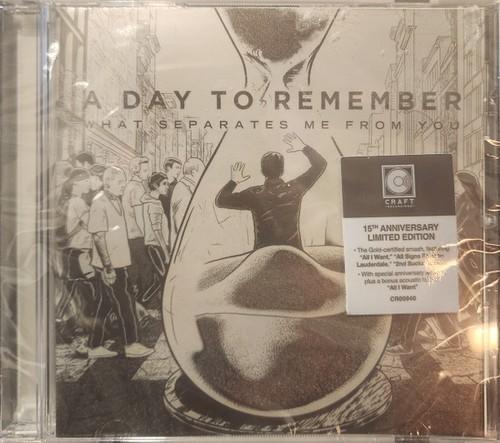 A DAY TO REMEMBER
WHAT SEPARATES ME FROM YOU
CRAFT
RECORDINGS
15TH ANNIVERSARY
LIMITED EDITION
• The Gold-certified smash, featuring
"All I Want," "All Signs Point to
Lauderdale," "2nd Sucks,"
• With special anniversary
plus a bonus acoustic
"All I Want"
CR00940